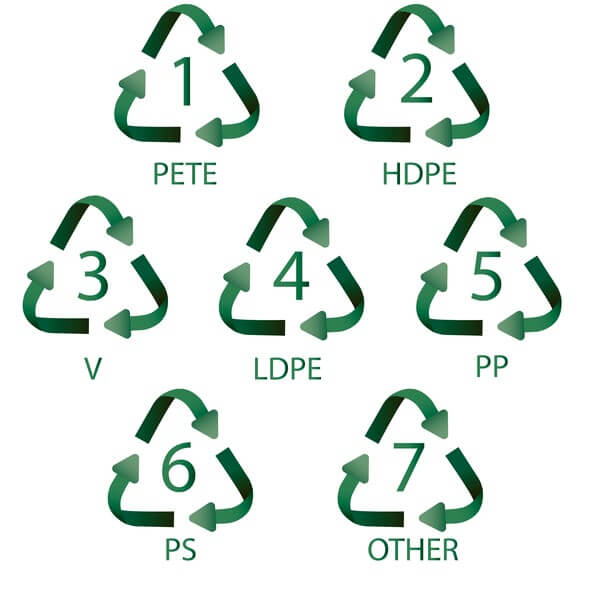 1 2
PETE HDPE
3 4 5
V LDPE PP
6 7
PS OTHER